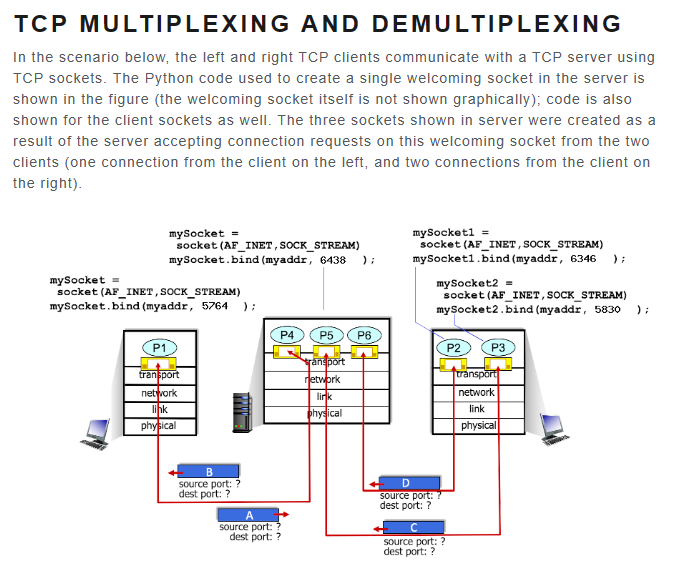 TCP MULTIPLEXING AND DEMULTIPLEXING
In the scenario below, the left and right TCP clients communicate with a TCP server using
TCP sockets. The Python code used to create a single welcoming socket in the server is
shown in the figure (the welcoming socket itself is not shown graphically); code is also
shown for the client sockets as well. The three sockets shown in server were created as a
result of the server accepting connection requests on this welcoming socket from the two
clients (one connection from the client on the left, and two connections from the client on
the right).
mySocket =
socket(AF_INET,SOCK_STREAM)
mySocket.bind(myaddr, 6438 );
mySocket1 =
socket(AF_INET,SOCK_STREAM)
mySocket1.bind(myaddr, 6346 );
mySocket =
socket(AF_INET,SOCK_STREAM)
mySocket.bind(myaddr, 5764 );
mySocket2 =
socket(AF_INET,SOCK_STREAM)
mySocket2.bind(myaddr, 5830 );
P1
transport
network
link
physical
P4 P5 P6
transport
network
link
physical
P2 P3
transport
network
link
physical
B
source port: ?
dest port: ?
A
source port: ?
dest port: ?
D
source port: ?
dest port: ?
C
source port: ?
dest port: ?